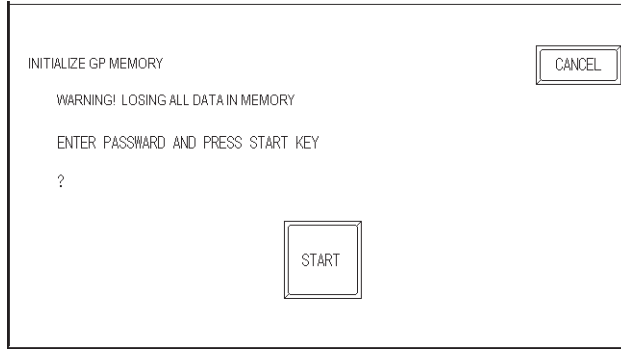 INITIALIZE GP MEMORY
CANCEL
WARNING! LOSING ALL DATA IN MEMORY
ENTER PASSWARD AND PRESS START KEY
?
START